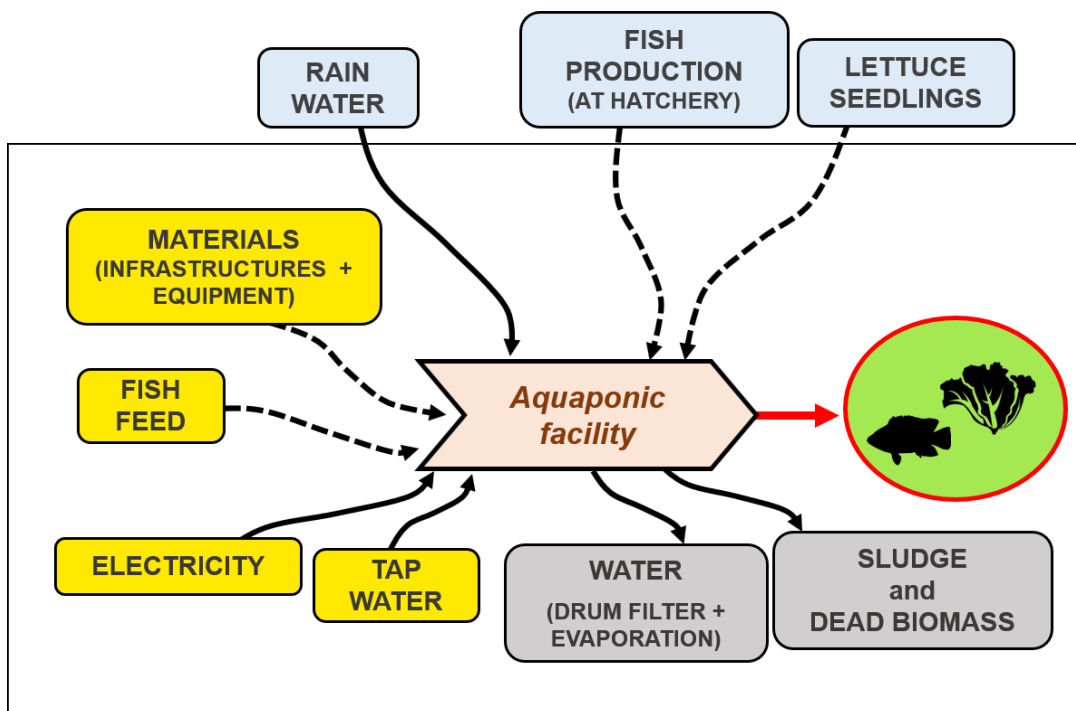 RAIN
WATER
FISH
PRODUCTION
(AT HATCHERY)
LETTUCE
SEEDLINGS
MATERIALS
(INFRASTRUCTURES +
EQUIPMENT)
FISH
FEED
Aquaponic
facility
ELECTRICITY
TAP
WATER
WATER
(DRUM FILTER +
EVAPORATION)
SLUDGE
and
DEAD BIOMASS